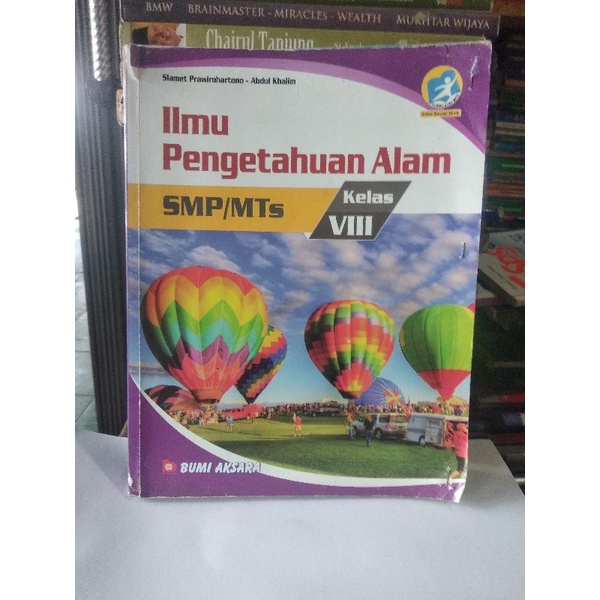 BMW BRAINMASTER - MIRACLES - WEALTH MUKHTAR WIJAYA
Chairul Tanjung
Slamet Prawirohartono - Abdul Khalim
Ilmu
Pengetahuan Alam
SMP/MTs
Kelas
VIII
BUMI AKSARA